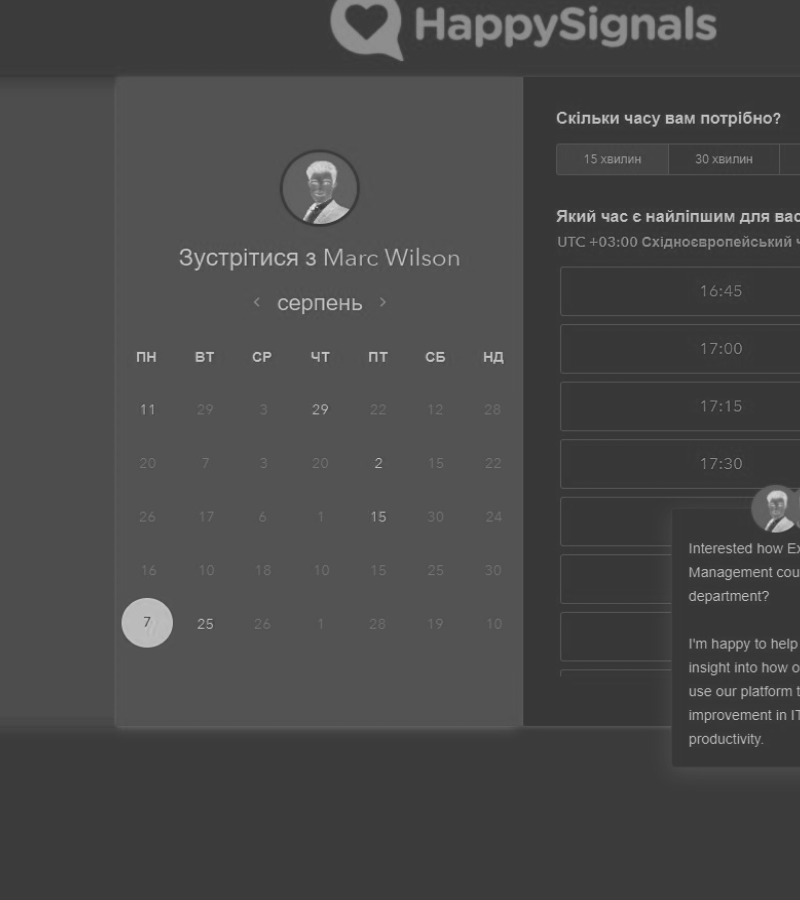 HappySignals
Зустрітися з Marc Wilson
‹ серпень ›
ПН ВТ СР ЧТ ПТ СБ НД
11 29 3 29 22 12 28
20 7 3 20 2 15 22
26 17 6 1 15 30 24
16 10 18 10 15 25 30
7 25 26 1 28 19 10
Скільки часу вам потрібно?
15 хвилин 30 хвилин
Який час є найліпшим для вас
UTC +03:00 Східноєвропейський ч
16:45
17:00
17:15
17:30
Interested how Ex
Management cou
department?
I'm happy to help
insight into how o
use our platform t
improvement in IT
productivity.